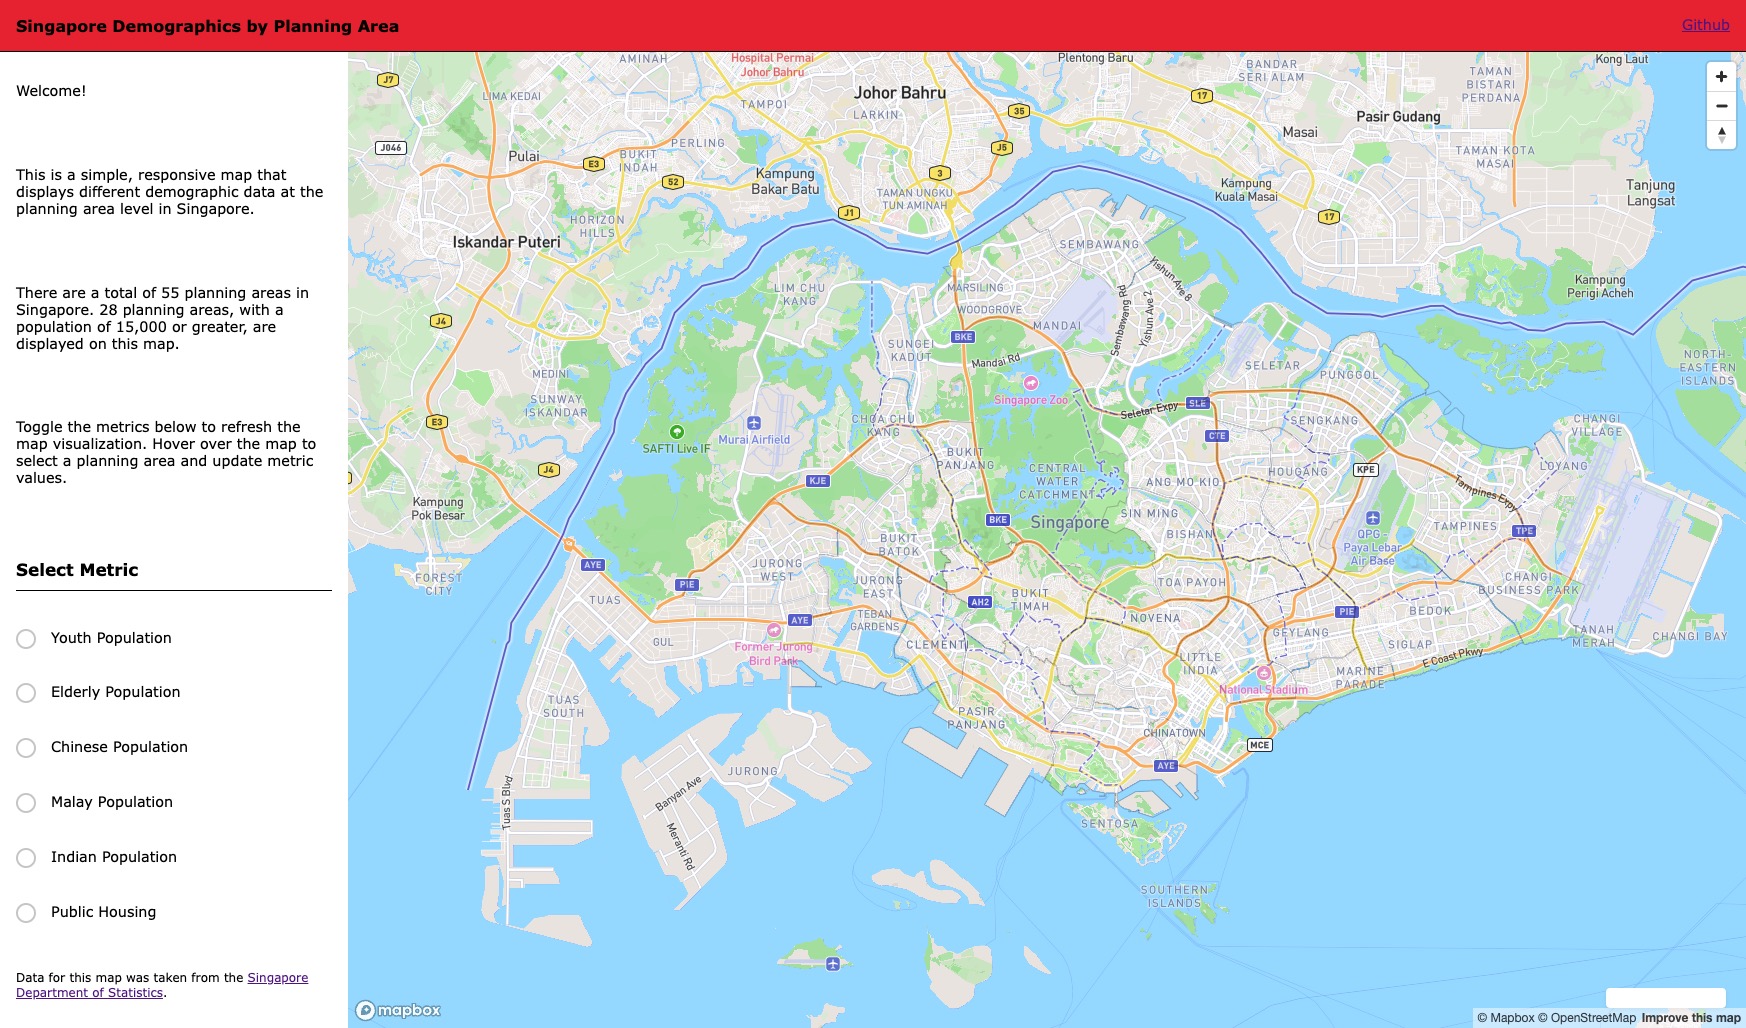 Singapore Demographics by Planning Area
Github
Welcome!
This is a simple, responsive map that
displays different demographic data at the
planning area level in Singapore.
There are a total of 55 planning areas in
Singapore. 28 planning areas, with a
population of 15,000 or greater, are
displayed on this map.
Toggle the metrics below to refresh the
map visualization. Hover over the map to
select a planning area and update metric
values.
Select Metric
Youth Population
Elderly Population
Chinese Population
Malay Population
Indian Population
Public Housing
Data for this map was taken from the Singapore
Department of Statistics.
AMINAH
Hospital Permai
Johor Bahru
Plentong Baru
BANDAR
SERI ALAM
TAMAN
BISTARI
PERDANA
Kong Laut
J7
LIMA KEDAI
TAMPOI
Johor Bahru
LARKIN
35
17
Pasir Gudang
Masai
J046
Pulai
E3
BUKIT
INDAH
PERLING
J5
TAMAN KOTA
MASAI
52
Kampung
Bakar Batu
3
TAMAN UNGKU
TUN AMINAH
Kampung
Kuala Masai
Tanjung
Langsat
HORIZON
HILLS
J1
17
Iskandar Puteri
SEMBAWANG
Yishun Ave 8
LIM CHU
KANG
MARSILING
WOODGROVE
Kampung
Perigi Acheh
Sembawang Rd
Yishun Ave 2
J4
MANDAI
BKE
SUNGEI
KADUT
Mandai Rd
SELETAR
PUNGGOL
NORTH-
EASTERN
ISLANDS
MEDINI
Singapore Zoo
SUNWAY
ISKANDAR
Seletar Expy
SLE
E3
CHOA CHU
KANG
SENGKANG
CHANGI
VILLAGE
SAFTI Live IF
Murai Airfield
CTE
J4
BUKIT
PANJANG
CENTRAL
WATER
CATCHMENT
HOUGANG
KPE
LOYANG
KJE
ANG MO KIO
Tampines Expy
Kampung
Pok Besar
BKE
Singapore
SIN MING
BISHAN
QPG -
Paya Lebar
Air Base
TAMPINES
TPE
BUKIT
BATOK
AYE
JURONG
WEST
JURONG
EAST
FOREST
CITY
PIE
TOA PAYOH
CHANGI
BUSINESS PARK
TUAS
AH2
BUKIT
TIMAH
AYE
TEBAN
GARDENS
NOVENA
PIE
BEDOK
GUL
Former Jurong
Bird Park
CLEMENTI
GEYLANG
SIGLAP
TANAH
MERAH
CHANGI BAY
LITTLE
INDIA
E Coast Pkwy
MARINE
PARADE
National Stadium
TUAS
SOUTH
PASIR
PANJANG
CHINATOWN
MCE
AYE
JURONG
Banyan Ave
Tuas S Blvd
Meranti Rd
SENTOSA
SOUTHERN
ISLANDS
mapbox
© Mapbox © OpenStreetMap Improve this map